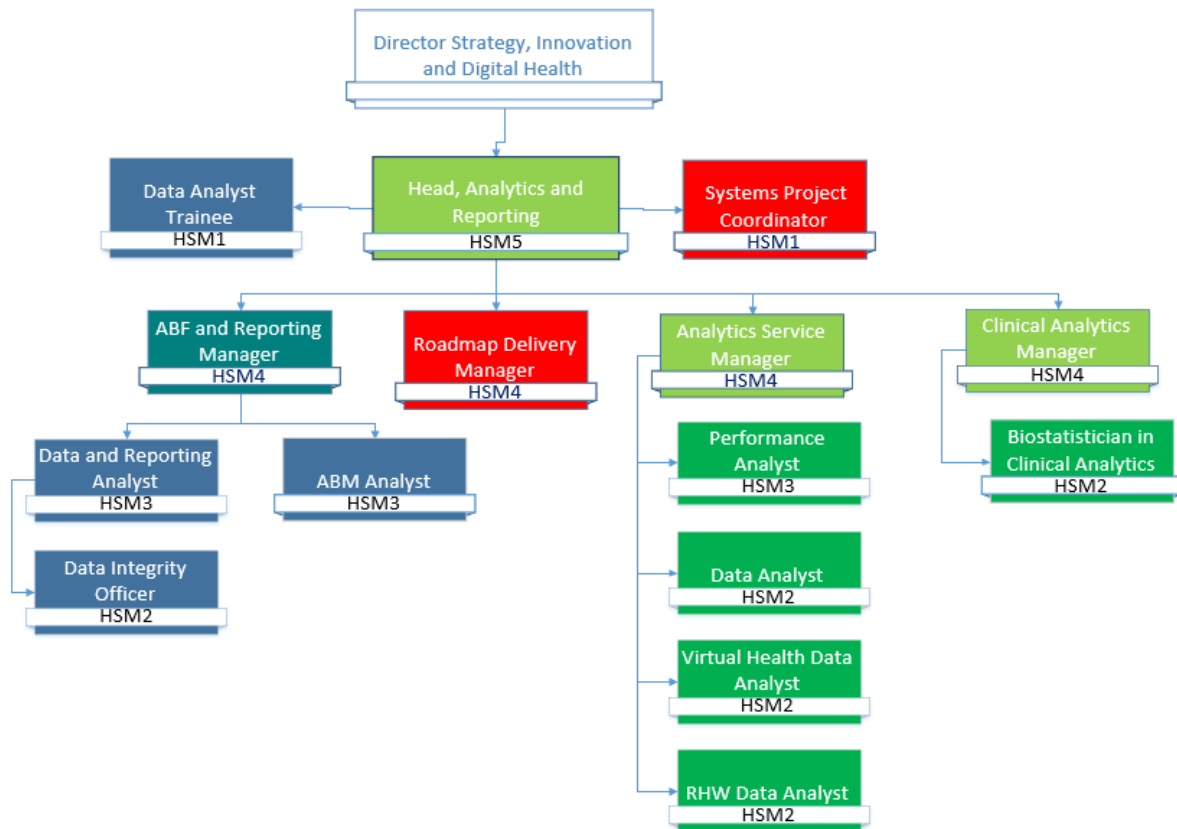 Director Strategy, Innovation
and Digital Health
Data Analyst
Trainee
HSM1
Head, Analytics and
Reporting
HSM5
Systems Project
Coordinator
HSM1
ABF and Reporting
Manager
HSM4
Roadmap Delivery
Manager
HSM4
Analytics Service
Manager
HSM4
Clinical Analytics
Manager
HSM4
Data and Reporting
Analyst
HSM3
ABM Analyst
HSM3
Performance
Analyst
HSM3
Biostatistician in
Clinical Analytics
HSM2
Data Integrity
Officer
HSM2
Data Analyst
HSM2
Virtual Health Data
Analyst
HSM2
RHW Data Analyst
HSM2